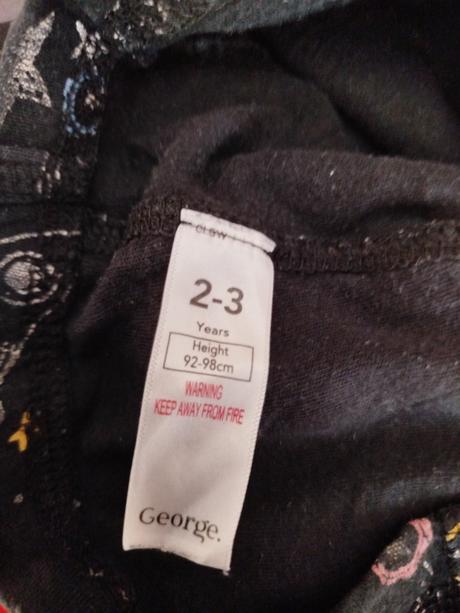 2-3
Years
Height
92-98cm
WARNING
KEEP AWAY FROM FIRE
George.